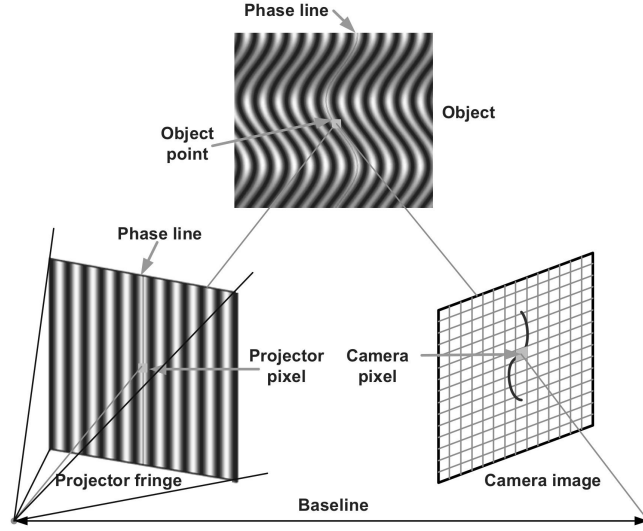 Phase line
Object
Object
point
Phase line
Projector
pixel
Camera
pixel
Projector fringe
Camera image
Baseline